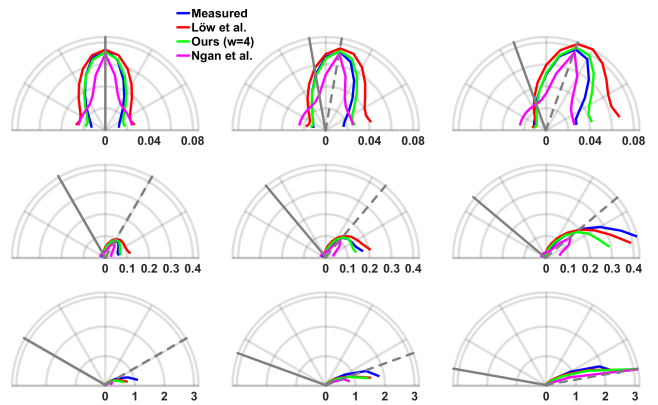 Measured
Löw et al.
Ours (w=4)
Ngan et al.
0 0.04 0.08 0 0.04 0.08 0 0.04 0.08
0 0.1 0.2 0.3 0.4 0 0.1 0.2 0.3 0.4 0 0.1 0.2 0.3 0.4
0 1 2 3 0 1 2 3 0 1 2 3